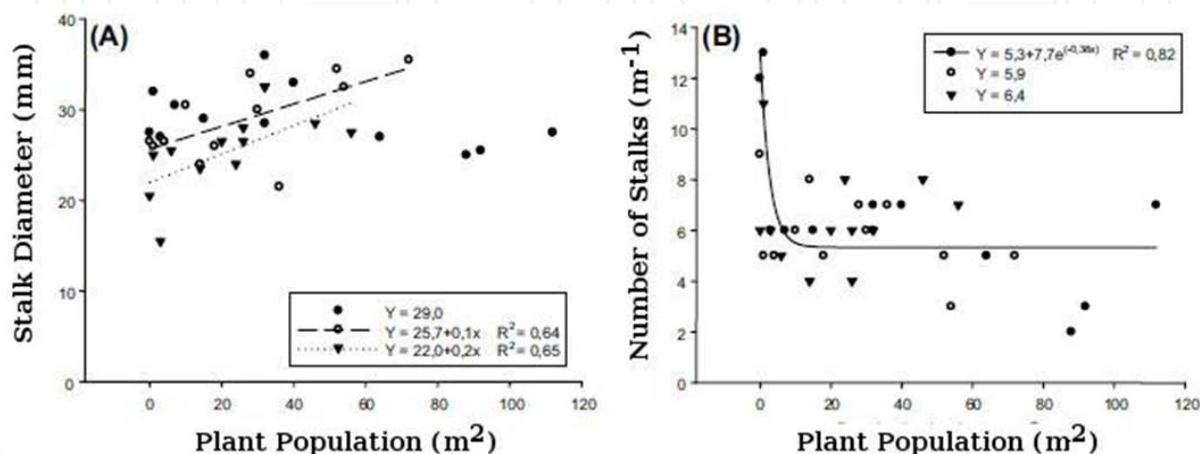 (A)
Stalk Diameter (mm)
40
30
20
10
0
Y = 29,0
Y = 25,7+0,1x R² = 0,64
Y = 22,0+0,2x R² = 0,65
0 20 40 60 80 100 120
Plant Population (m²)
(B)
Number of Stalks (m⁻¹)
14
12
10
8
6
4
2
0
Y = 5,3+7,7e⁽⁻⁰,³⁸ˣ⁾ R² = 0,82
Y = 5,9
Y = 6,4
0 20 40 60 80 100 120
Plant Population (m²)